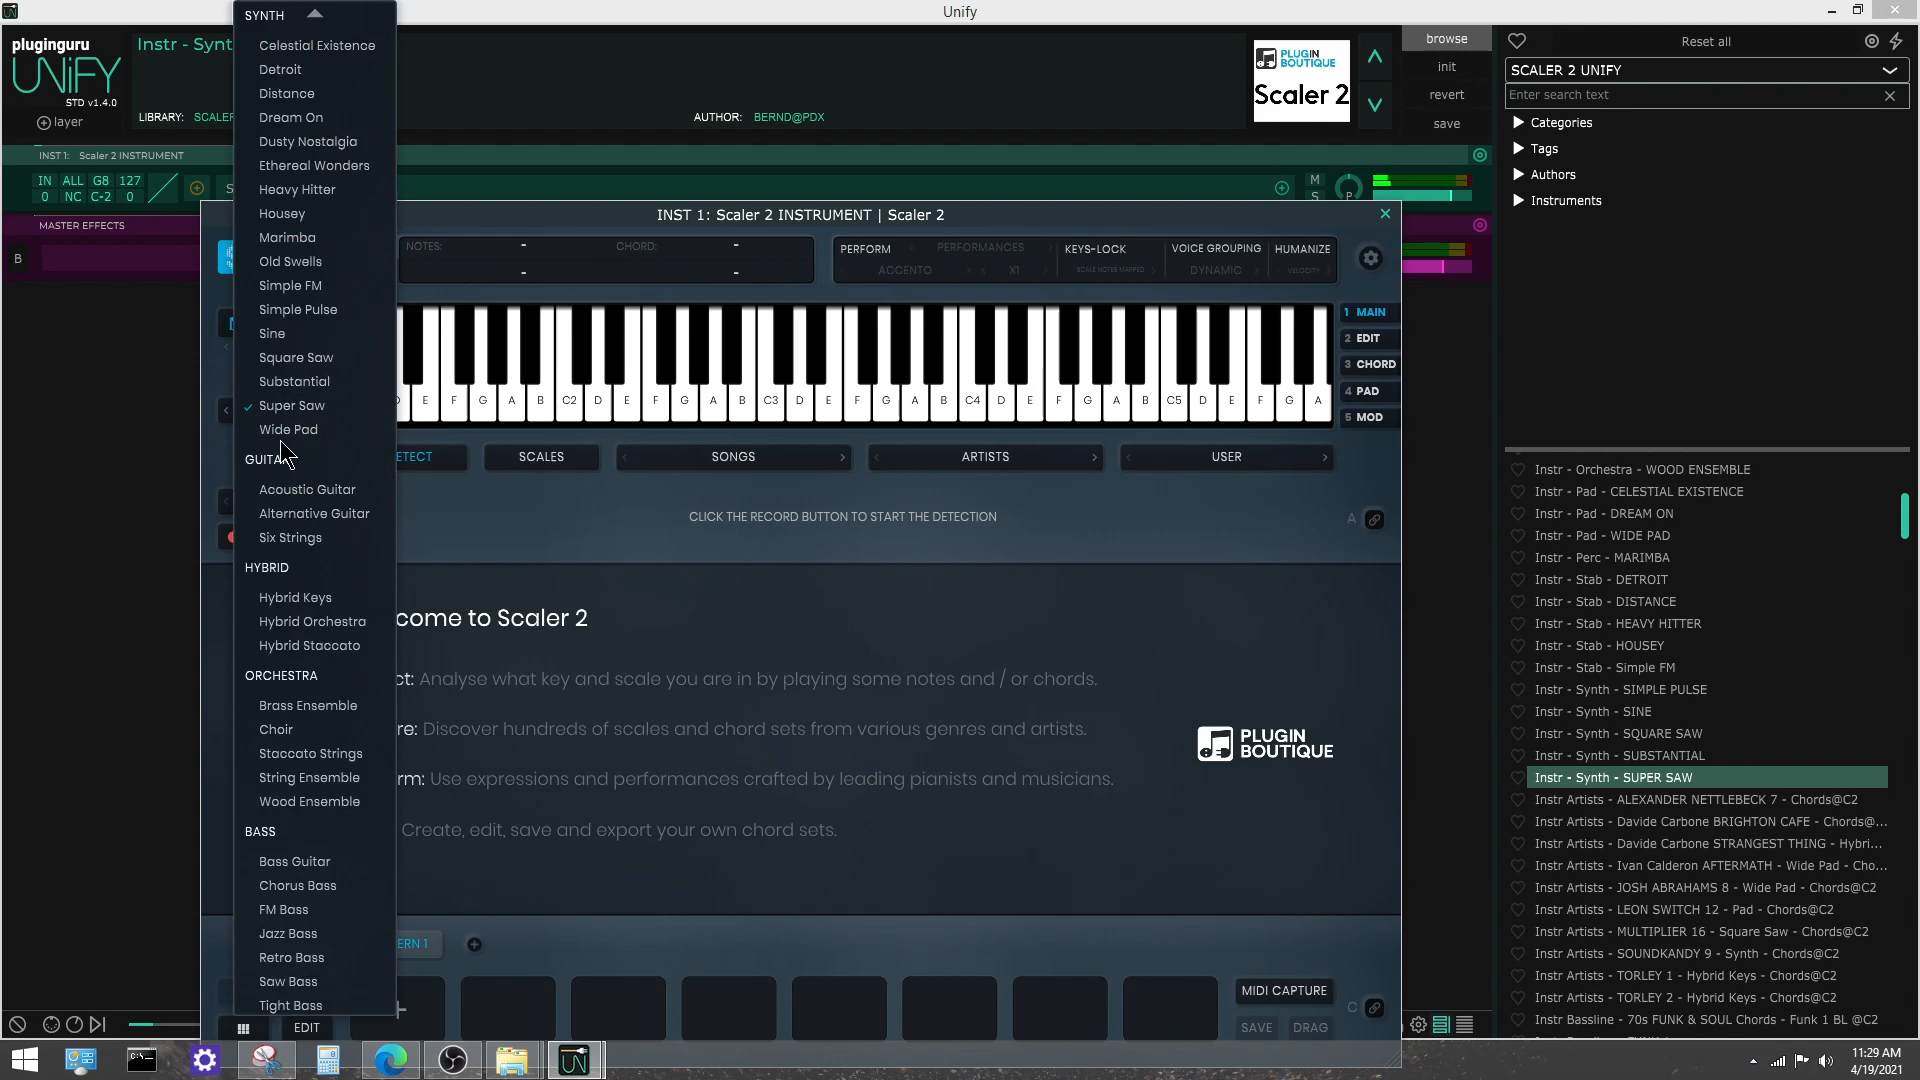 Unify
pluginguru
UNIFY
STD v1.4.0
layer
Instr - Synt
LIBRARY: SCALER
AUTHOR: BERND@PDX
PLUGIN BOUTIQUE
Scaler 2
browse
init
revert
save
INST 1: Scaler 2 INSTRUMENT
IN ALL G8 127
0 NC C-2 0
S
M
S
P
MASTER EFFECTS
B
SYNTH
Celestial Existence
Detroit
Distance
Dream On
Dusty Nostalgia
Ethereal Wonders
Heavy Hitter
Housey
Marimba
Old Swells
Simple FM
Simple Pulse
Sine
Square Saw
Substantial
Super Saw
Wide Pad
GUITA
Acoustic Guitar
Alternative Guitar
Six Strings
HYBRID
Hybrid Keys
Hybrid Orchestra
Hybrid Staccato
ORCHESTRA
Brass Ensemble
Choir
Staccato Strings
String Ensemble
Wood Ensemble
BASS
Bass Guitar
Chorus Bass
FM Bass
Jazz Bass
Retro Bass
Saw Bass
Tight Bass
INST 1: Scaler 2 INSTRUMENT | Scaler 2
NOTES: - CHORD: -
- -
PERFORM PERFORMANCES KEYS-LOCK VOICE GROUPING HUMANIZE
ACCENTO X1 SCALE NOTES MAPPED DYNAMIC VELOCITY
E F G A B C2 D E F G A B C3 D E F G A B C4 D E F G A B C5 D E F G A
1 MAIN
2 EDIT
3 CHORD
4 PAD
5 MOD
ETECT SCALES SONGS ARTISTS USER
CLICK THE RECORD BUTTON TO START THE DETECTION
A
come to Scaler 2
ct: Analyse what key and scale you are in by playing some notes and / or chords.
re: Discover hundreds of scales and chord sets from various genres and artists.
rm: Use expressions and performances crafted by leading pianists and musicians.
Create, edit, save and export your own chord sets.
PLUGIN
BOUTIQUE
ERN 1
MIDI CAPTURE
C
EDIT
SAVE DRAG
Reset all
SCALER 2 UNIFY
Enter search text
Categories
Tags
Authors
Instruments
Instr - Orchestra - WOOD ENSEMBLE
Instr - Pad - CELESTIAL EXISTENCE
Instr - Pad - DREAM ON
Instr - Pad - WIDE PAD
Instr - Perc - MARIMBA
Instr - Stab - DETROIT
Instr - Stab - DISTANCE
Instr - Stab - HEAVY HITTER
Instr - Stab - HOUSEY
Instr - Stab - Simple FM
Instr - Synth - SIMPLE PULSE
Instr - Synth - SINE
Instr - Synth - SQUARE SAW
Instr - Synth - SUBSTANTIAL
Instr - Synth - SUPER SAW
Instr Artists - ALEXANDER NETTLEBECK 7 - Chords@C2
Instr Artists - Davide Carbone BRIGHTON CAFE - Chords@...
Instr Artists - Davide Carbone STRANGEST THING - Hybri...
Instr Artists - Ivan Calderon AFTERMATH - Wide Pad - Cho...
Instr Artists - JOSH ABRAHAMS 8 - Wide Pad - Chords@C2
Instr Artists - LEON SWITCH 12 - Pad - Chords@C2
Instr Artists - MULTIPLIER 16 - Square Saw - Chords@C2
Instr Artists - SOUNDKANDY 9 - Synth - Chords@C2
Instr Artists - TORLEY 1 - Hybrid Keys - Chords@C2
Instr Artists - TORLEY 2 - Hybrid Keys - Chords@C2
Instr Bassline - 70s FUNK & SOUL Chords - Funk 1 BL @C2
UN
11:29 AM
4/19/2021